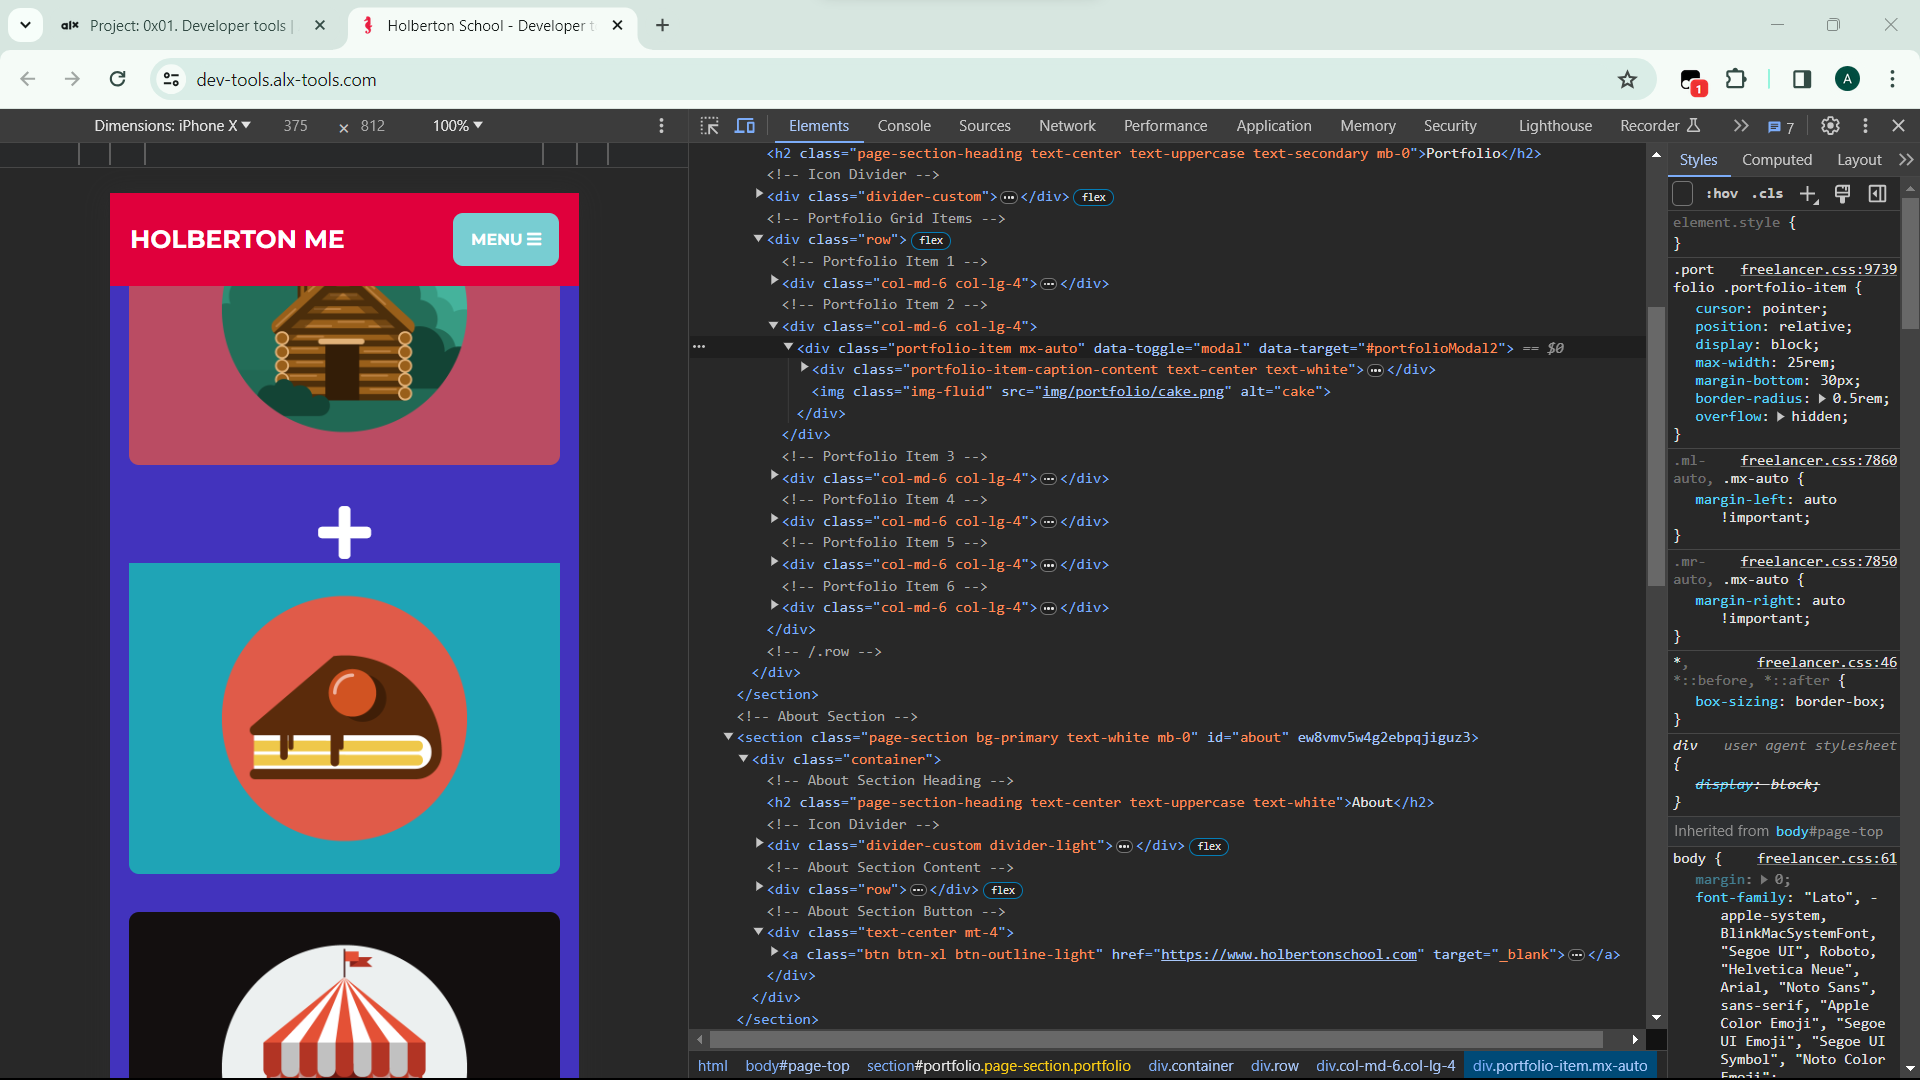 alx Project: 0x01. Developer tools |
Holberton School - Developer t
dev-tools.alx-tools.com
1
A
Dimensions: iPhone X ▼ 375 × 812 100% ▼
Elements Console Sources Network Performance Application Memory Security Lighthouse Recorder 7
HOLBERTON ME
MENU
<h2 class="page-section-heading text-center text-uppercase text-secondary mb-0">Portfolio</h2>
<!-- Icon Divider -->
<div class="divider-custom">…</div> flex
<!-- Portfolio Grid Items -->
<div class="row"> flex
<!-- Portfolio Item 1 -->
<div class="col-md-6 col-lg-4">…</div>
<!-- Portfolio Item 2 -->
<div class="col-md-6 col-lg-4">
… <div class="portfolio-item mx-auto" data-toggle="modal" data-target="#portfolioModal2"> == $0
<div class="portfolio-item-caption-content text-center text-white">…</div>
<img class="img-fluid" src="img/portfolio/cake.png" alt="cake">
</div>
</div>
<!-- Portfolio Item 3 -->
<div class="col-md-6 col-lg-4">…</div>
<!-- Portfolio Item 4 -->
<div class="col-md-6 col-lg-4">…</div>
<!-- Portfolio Item 5 -->
<div class="col-md-6 col-lg-4">…</div>
<!-- Portfolio Item 6 -->
<div class="col-md-6 col-lg-4">…</div>
</div>
<!-- /.row -->
</div>
</section>
<!-- About Section -->
<section class="page-section bg-primary text-white mb-0" id="about" ew8vmv5w4g2ebpqjiguz3>
<div class="container">
<!-- About Section Heading -->
<h2 class="page-section-heading text-center text-uppercase text-white">About</h2>
<!-- Icon Divider -->
<div class="divider-custom divider-light">…</div> flex
<!-- About Section Content -->
<div class="row">…</div> flex
<!-- About Section Button -->
<div class="text-center mt-4">
<a class="btn btn-xl btn-outline-light" href="https://www.holbertonschool.com" target="_blank">…</a>
</div>
</div>
</section>
html body#page-top section#portfolio.page-section.portfolio div.container div.row div.col-md-6.col-lg-4 div.portfolio-item.mx-auto
Styles Computed Layout
:hov .cls
element.style {
}
.port freelancer.css:9739
folio .portfolio-item {
cursor: pointer;
position: relative;
display: block;
max-width: 25rem;
margin-bottom: 30px;
border-radius: 0.5rem;
overflow: hidden;
}
.ml- freelancer.css:7860
auto, .mx-auto {
margin-left: auto
!important;
}
.mr- freelancer.css:7850
auto, .mx-auto {
margin-right: auto
!important;
}
*, freelancer.css:46
*::before, *::after {
box-sizing: border-box;
}
div user agent stylesheet
{
display: block;
}
Inherited from body#page-top
body { freelancer.css:61
margin: 0;
font-family: "Lato", -
apple-system,
BlinkMacSystemFont,
"Segoe UI", Roboto,
"Helvetica Neue",
Arial, "Noto Sans",
sans-serif, "Apple
Color Emoji", "Segoe
UI Emoji", "Segoe UI
Symbol", "Noto Color
Emoji";